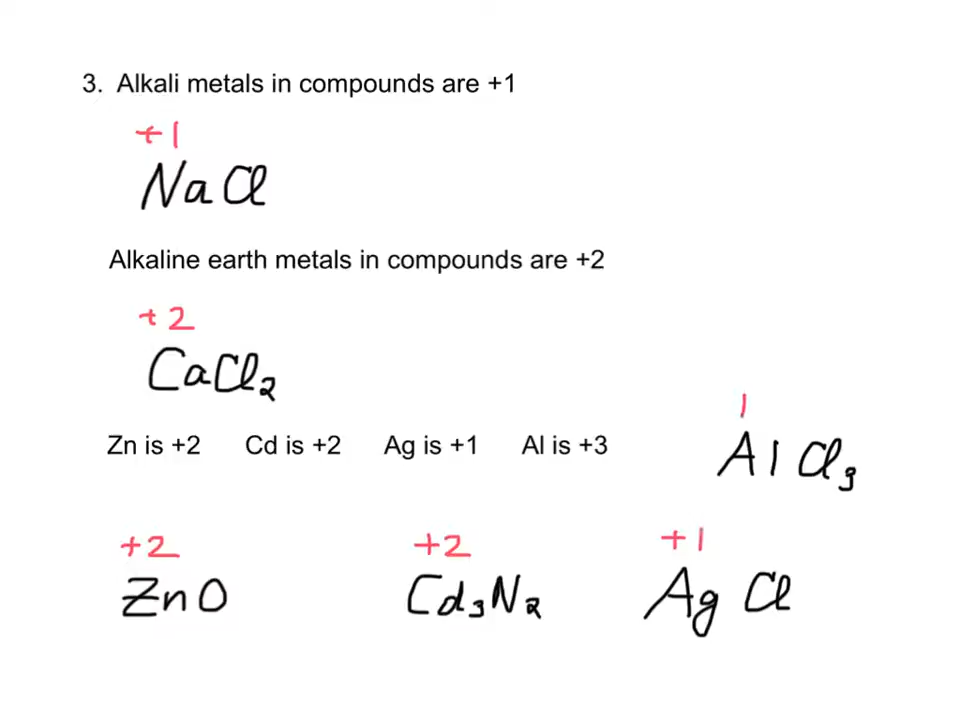 3. Alkali metals in compounds are +1
+1
NaCl
Alkaline earth metals in compounds are +2
+2
CaCl₂
Zn is +2 Cd is +2 Ag is +1 Al is +3
1
AlCl₃
+2 +2 +1
ZnO Cd₃N₂ AgCl